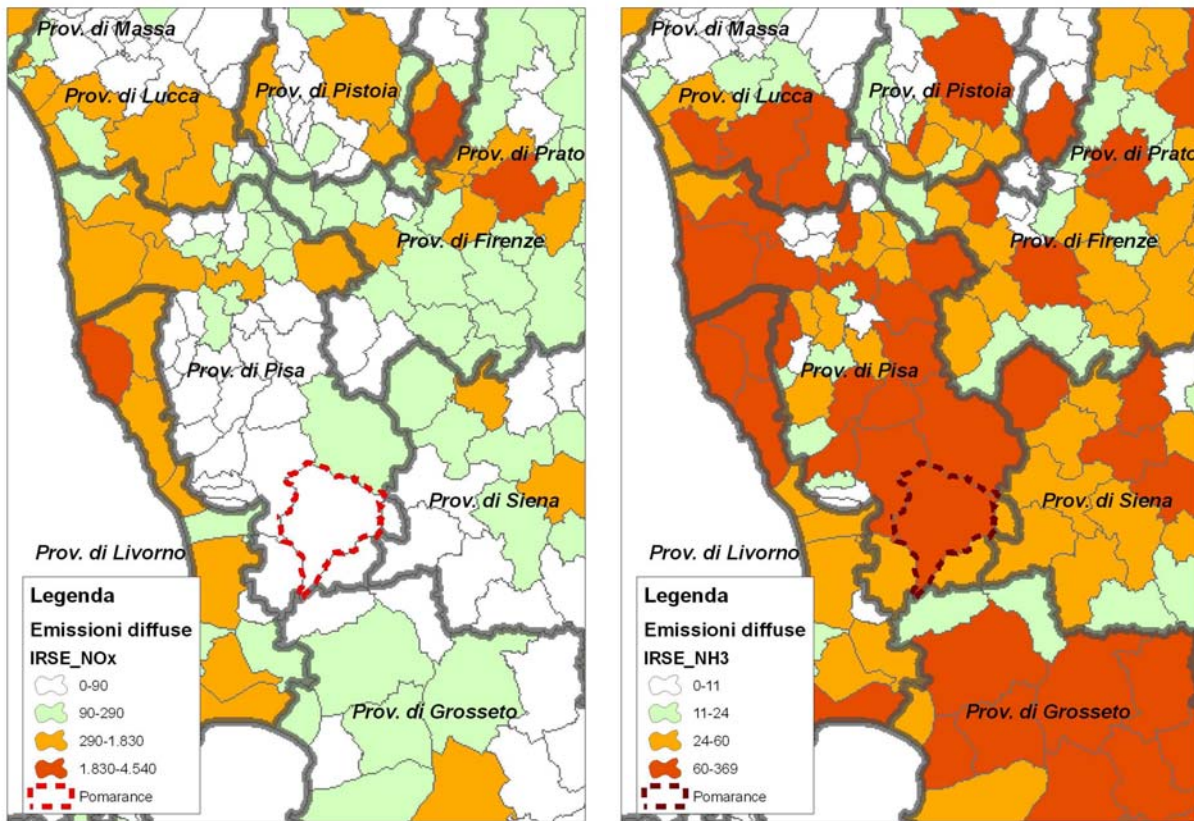 Prov. di Massa
Prov. di Lucca
Prov. di Pistoia
Prov. di Prato
Prov. di Firenze
Prov. di Pisa
Prov. di Siena
Prov. di Livorno
Prov. di Grosseto
Legenda
Emissioni diffuse
IRSE_NOx
0-90
90-290
290-1.830
1.830-4.540
Pomarance
Prov. di Massa
Prov. di Lucca
Prov. di Pistoia
Prov. di Prato
Prov. di Firenze
Prov. di Pisa
Prov. di Siena
Prov. di Livorno
Prov. di Grosseto
Legenda
Emissioni diffuse
IRSE_NH3
0-11
11-24
24-60
60-369
Pomarance